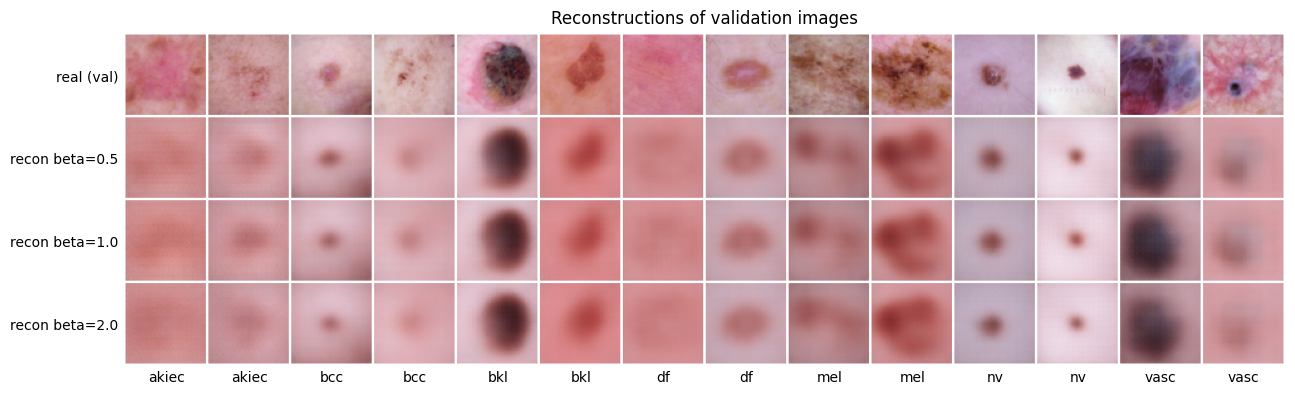 Reconstructions of validation images
real (val)
recon beta=0.5
recon beta=1.0
recon beta=2.0
akiec akiec bcc bcc bkl bkl df df mel mel nv nv vasc vasc